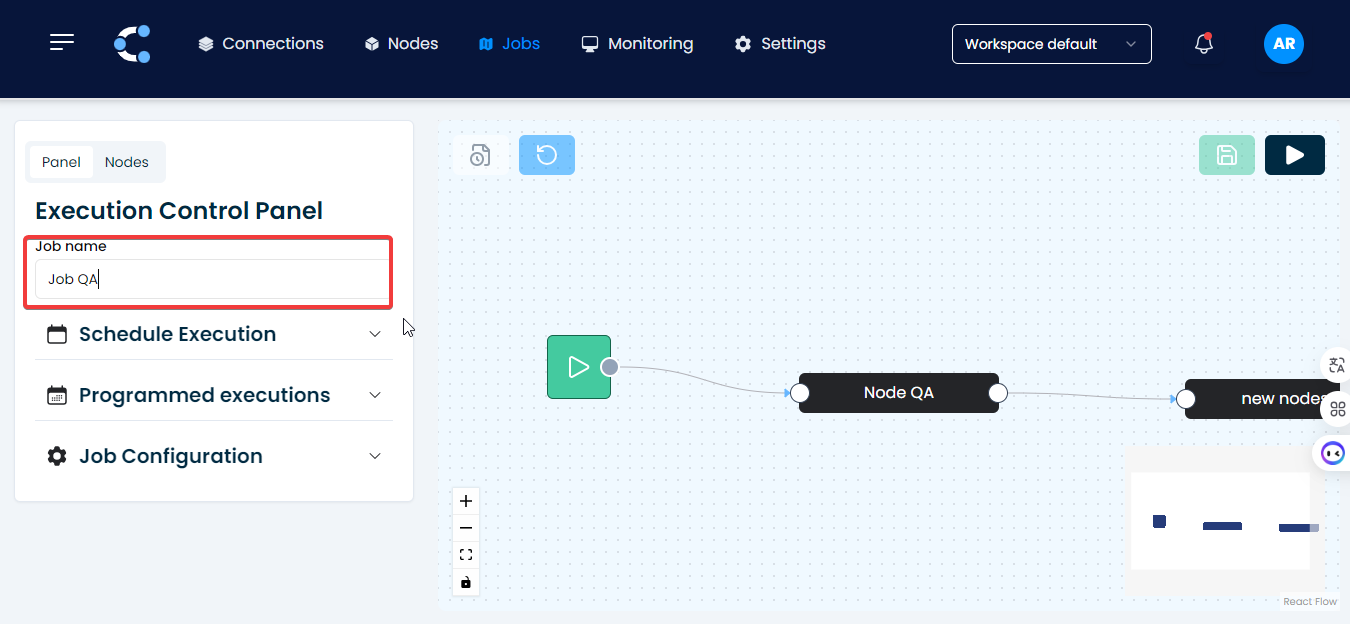 Connections
Nodes
Jobs
Monitoring
Settings
Workspace default
AR
Panel
Nodes
Execution Control Panel
Job name
Job QA
Schedule Execution
Programmed executions
Job Configuration
Node QA
new nodes
React Flow